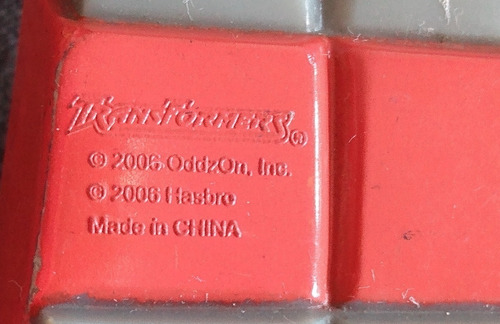 TRANSFORMERS®
© 2006 OddzOn, Inc.
© 2006 Hasbro
Made in CHINA